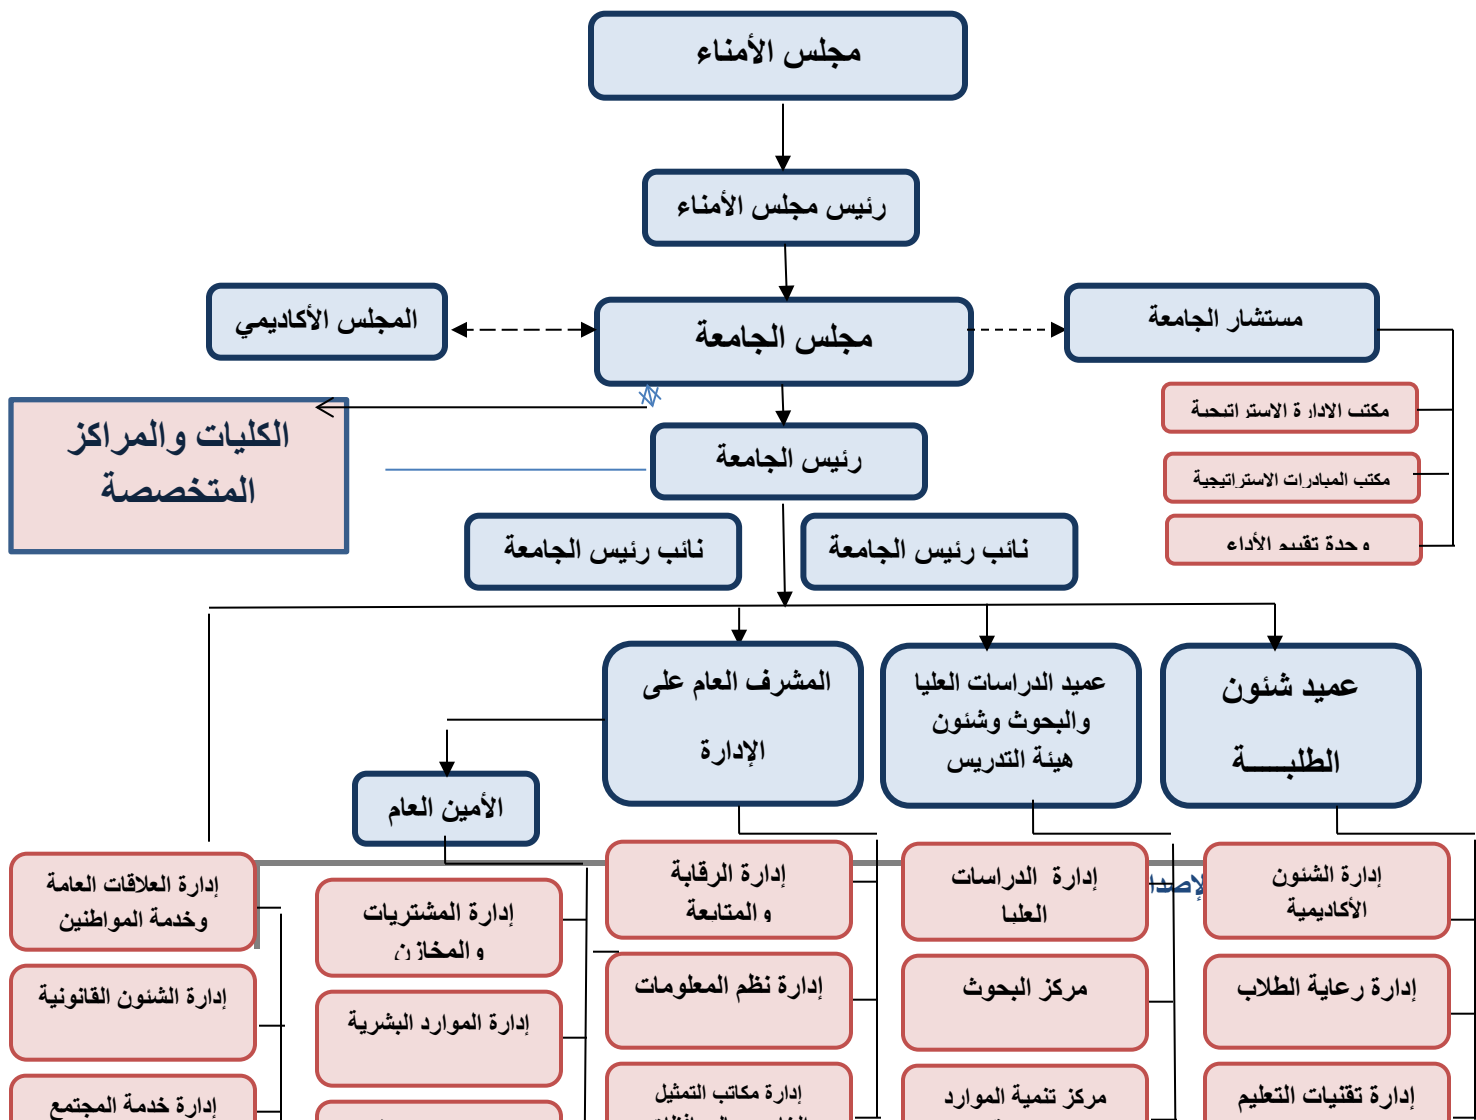 مجلس الأمناء
رئيس مجلس الأمناء
مستشار الجامعة
مجلس الجامعة
المجلس الأكاديمي
مكتب الادارة الاستراتيجية
مكتب المبادرات الاستراتيجية
وحدة تقييم الأداء
الكليات والمراكز
المتخصصة
رئيس الجامعة
نائب رئيس الجامعة
نائب رئيس الجامعة
عميد شئون
الطلبـــــة
عميد الدراسات العليا
والبحوث وشئون
هيئة التدريس
المشرف العام على
الإدارة
الأمين العام
إدارة الشئون
الأكاديمية
إدارة رعاية الطلاب
إدارة تقنيات التعليم
إدارة الدراسات
العليا
مركز البحوث
مركز تنمية الموارد
إدارة الرقابة
والمتابعة
إدارة نظم المعلومات
إدارة مكاتب التمثيل
إدارة المشتريات
والمخازن
إدارة الموارد البشرية
إدارة العلاقات العامة
وخدمة المواطنين
إدارة الشئون القانونية
إدارة خدمة المجتمع